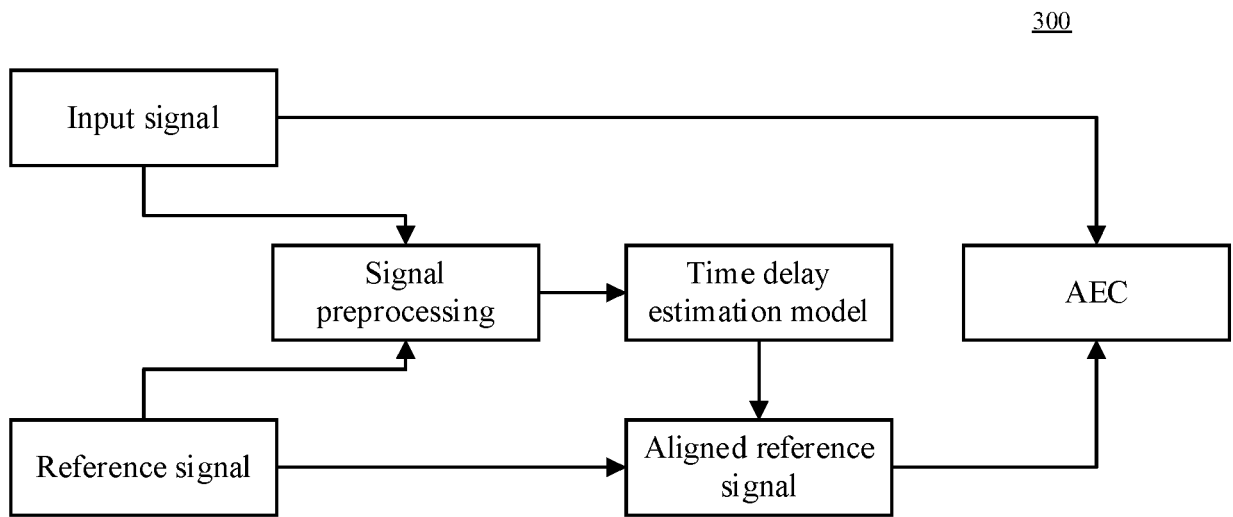 300
Input signal
Signal
preprocessing
Time delay
estimation model
AEC
Reference signal
Aligned reference
signal